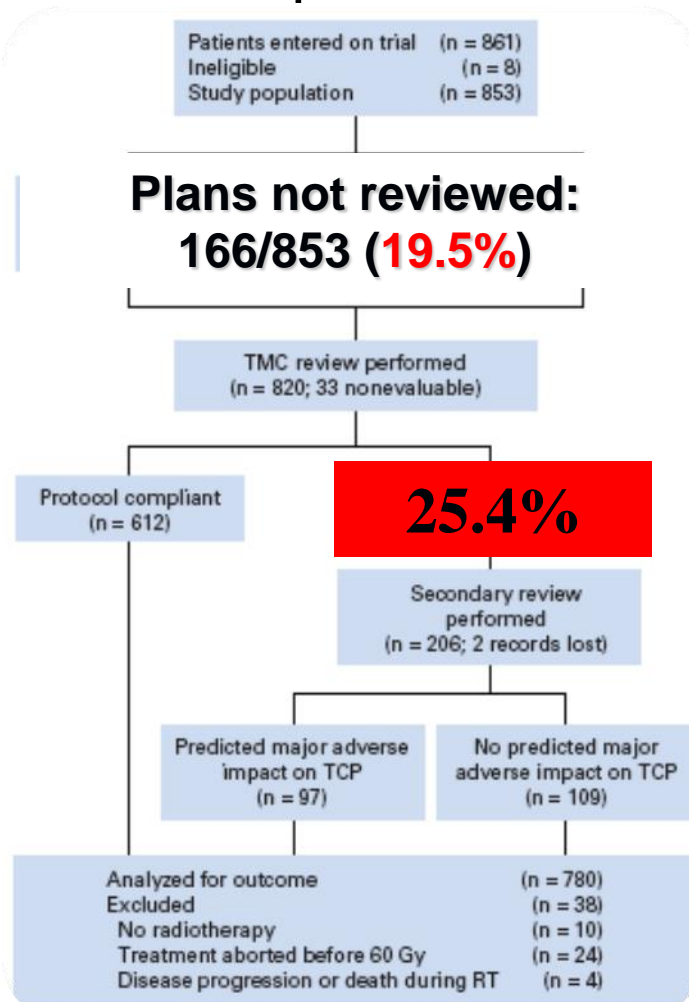 Patients entered on trial (n = 861)
Ineligible (n = 8)
Study population (n = 853)
Plans not reviewed:
166/853 (19.5%)
TMC review performed
(n = 820; 33 nonevaluable)
Protocol compliant
(n = 612)
25.4%
Secondary review
performed
(n = 206; 2 records lost)
Predicted major adverse
impact on TCP
(n = 97)
No predicted major
adverse impact on TCP
(n = 109)
Analyzed for outcome (n = 780)
Excluded (n = 38)
No radiotherapy (n = 10)
Treatment aborted before 60 Gy (n = 24)
Disease progression or death during RT (n = 4)